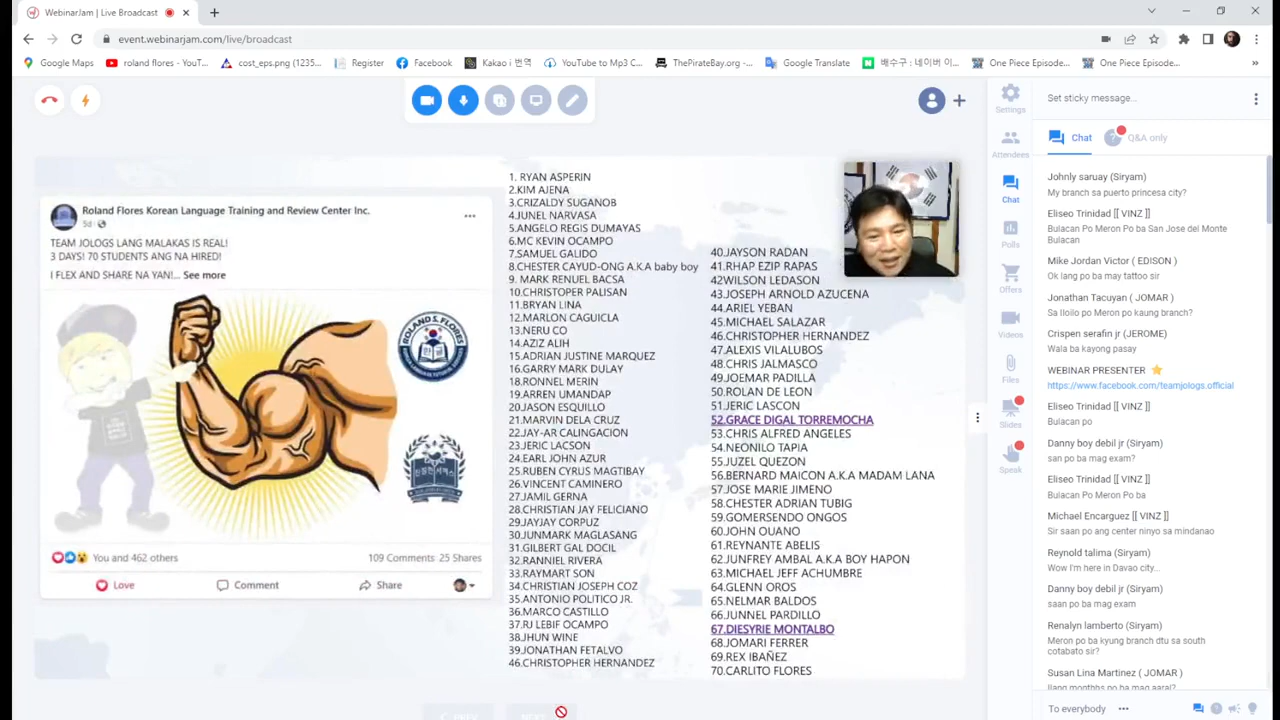 WebinarJam | Live Broadcast
event.webinarjam.com/live/broadcast
Google Maps
roland flores - YouT...
cost_eps.png (1235...
Register
Facebook
Kakao i 번역
YouTube to Mp3 C...
ThePirateBay.org -...
Google Translate
배수구 : 네이버 이...
One Piece Episode...
One Piece Episode...
Roland Flores Korean Language Training and Review Center Inc.
5d
TEAM JOLOGS LANG MALAKAS IS REAL!
3 DAYS! 70 STUDENTS ANG NA HIRED!
I FLEX AND SHARE NA YAN!... See more
You and 462 others
109 Comments 25 Shares
Love
Comment
Share
1. RYAN ASPERIN
2.KIM AJENA
3.CRIZALDY SUGANOB
4.JUNEL NARVASA
5.ANGELO REGIS DUMAYAS
6.MC KEVIN OCAMPO
7.SAMUEL GALIDO
8.CHESTER CAYUD-ONG A.K.A baby boy
9. MARK RENUEL BACSA
10.CHRISTOPER PALISAN
11.BRYAN LINA
12.MARLON CAGUICLA
13.NERU CO
14.AZIZ ALIH
15.ADRIAN JUSTINE MARQUEZ
16.GARRY MARK DULAY
18.RONNEL MERIN
19.ARREN UMANDAP
20.JASON ESQUILLO
21.MARVIN DELA CRUZ
22.JAY-AR CALINGACION
23.JERIC LACSON
24.EARL JOHN AZUR
25.RUBEN CYRUS MAGTIBAY
26.VINCENT CAMINERO
27.JAMIL GERNA
28.CHRISTIAN JAY FELICIANO
29.JAYJAY CORPUZ
30.JUNMARK MAGLASANG
31.GILBERT GAL DOCIL
32.RANNIEL RIVERA
33.RAYMART SON
34.CHRISTIAN JOSEPH COZ
35.ANTONIO POLITICO JR.
36.MARCO CASTILLO
37.RJ LEBIF OCAMPO
38.JHUN WINE
39.JONATHAN FETALVO
46.CHRISTOPHER HERNANDEZ
40.JAYSON RADAN
41.RHAP EZIP RAPAS
42WILSON LEDASON
43.JOSEPH ARNOLD AZUCENA
44.ARIEL YEBAN
45.MICHAEL SALAZAR
46.CHRISTOPHER HERNANDEZ
47.ALEXIS VILALUBOS
48.CHRIS JALMASCO
49.JOEMAR PADILLA
50.ROLAN DE LEON
51.JERIC LASCON
52.GRACE DIGAL TORREMOCHA
53.CHRIS ALFRED ANGELES
54.NEONILO TAPIA
55.JUZEL QUEZON
56.BERNARD MAICON A.K.A MADAM LANA
57.JOSE MARIE JIMENO
58.CHESTER ADRIAN TUBIG
59.GOMERSENDO ONGOS
60.JOHN OUANO
61.REYNANTE ABELIS
62.JUNFREY AMBAL A.K.A BOY HAPON
63.MICHAEL JEFF ACHUMBRE
64.GLENN OROS
65.NELMAR BALDOS
66.JUNNEL PARDILLO
67.DIESYRIE MONTALBO
68.JOMARI FERRER
69.REX IBAÑEZ
70.CARLITO FLORES
PREV
NEXT
Settings
Attendees
Chat
Polls
Offers
Videos
Files
Slides
Speak
Set sticky message...
Chat
Q&A only
Johnly saruay (Siryam)
My branch sa puerto princesa city?
Eliseo Trinidad [[ VINZ ]]
Bulacan Po Meron Po ba San Jose del Monte
Bulacan
Mike Jordan Victor ( EDISON )
Ok lang po ba may tattoo sir
Jonathan Tacuyan ( JOMAR )
Sa Iloilo po Meron po kaung branch?
Crispen serafin jr (JEROME)
Wala ba kayong pasay
WEBINAR PRESENTER
https://www.facebook.com/teamjologs.official
Eliseo Trinidad [[ VINZ ]]
Bulacan po
Danny boy debil jr (Siryam)
san po ba mag exam?
Eliseo Trinidad [[ VINZ ]]
Bulacan Po Meron Po ba
Michael Encarguez [[ VINZ ]]
Sir saan po ang center ninyo sa mindanao
Reynold talima (Siryam)
Wow I'm here in Davao city...
Danny boy debil jr (Siryam)
saan po ba mag exam
Renalyn lamberto (Siryam)
Meron po ba kyung branch dtu sa south
cotabato sir?
Susan Lina Martinez ( JOMAR )
Ilang monthhs po ba mag aaral?
To everybody